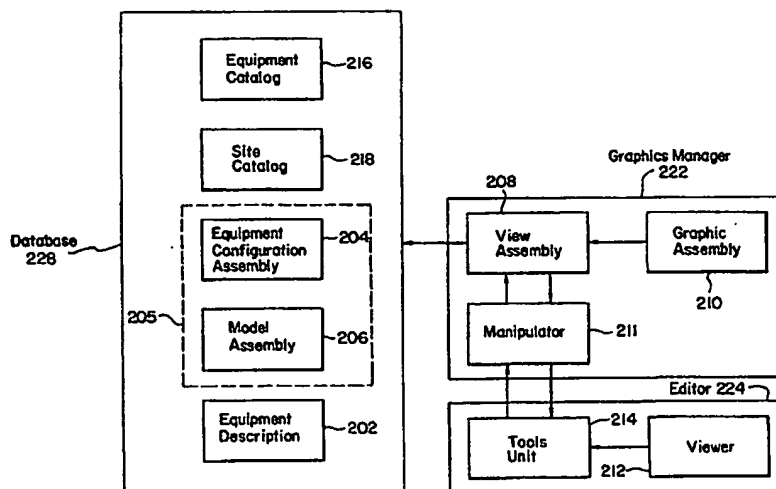 Equipment
Catalog
216
Site
Catalog
218
Graphics Manager
222
208
View
Assembly
Graphic
Assembly
210
Database
228
Equipment
Configuration
Assembly
204
205
Model
Assembly
206
Manipulator
211
Editor 224
Equipment
Description
202
214
Tools
Unit
Viewer
212